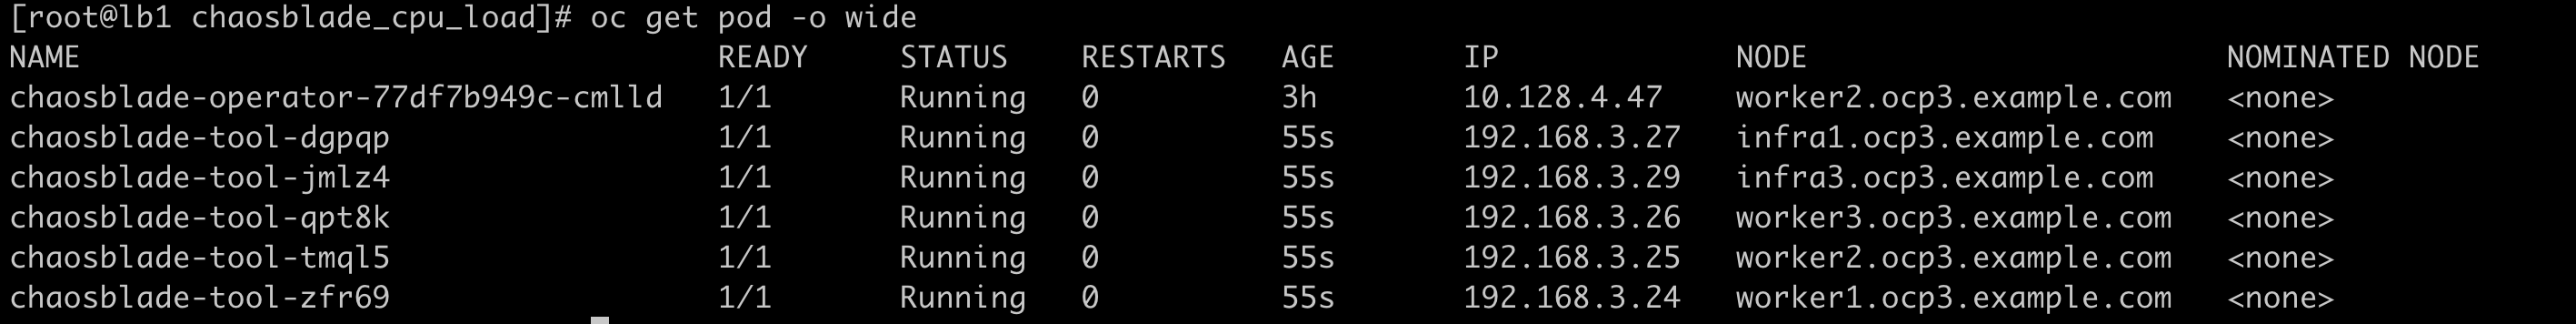 [root@lb1 chaosblade_cpu_load]# oc get pod -o wide
NAME READY STATUS RESTARTS AGE IP NODE NOMINATED NODE
chaosblade-operator-77df7b949c-cmlld 1/1 Running 0 3h 10.128.4.47 worker2.ocp3.example.com <none>
chaosblade-tool-dgpqp 1/1 Running 0 55s 192.168.3.27 infra1.ocp3.example.com <none>
chaosblade-tool-jmlz4 1/1 Running 0 55s 192.168.3.29 infra3.ocp3.example.com <none>
chaosblade-tool-qpt8k 1/1 Running 0 55s 192.168.3.26 worker3.ocp3.example.com <none>
chaosblade-tool-tmql5 1/1 Running 0 55s 192.168.3.25 worker2.ocp3.example.com <none>
chaosblade-tool-zfr69 1/1 Running 0 55s 192.168.3.24 worker1.ocp3.example.com <none>